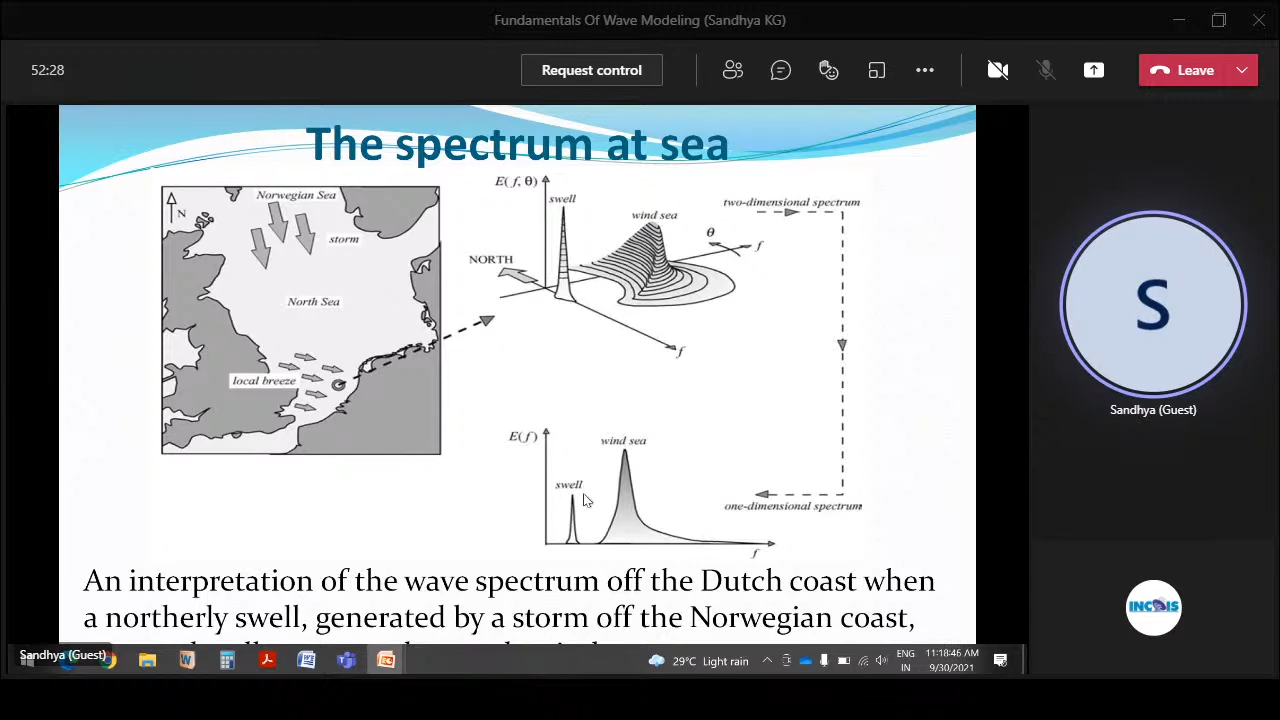 Fundamentals Of Wave Modeling (Sandhya KG)
52:28
Request control
Leave
The spectrum at sea
Norwegian Sea
N
storm
North Sea
local breeze
E(f, θ)
swell
wind sea
two-dimensional spectrum
θ
f
NORTH
f
E(f)
wind sea
swell
one-dimensional spectrum
f
An interpretation of the wave spectrum off the Dutch coast when
a northerly swell, generated by a storm off the Norwegian coast,
S
Sandhya (Guest)
INCOIS
Sandhya (Guest)
29°C Light rain
ENG
IN
11:18:46 AM
9/30/2021